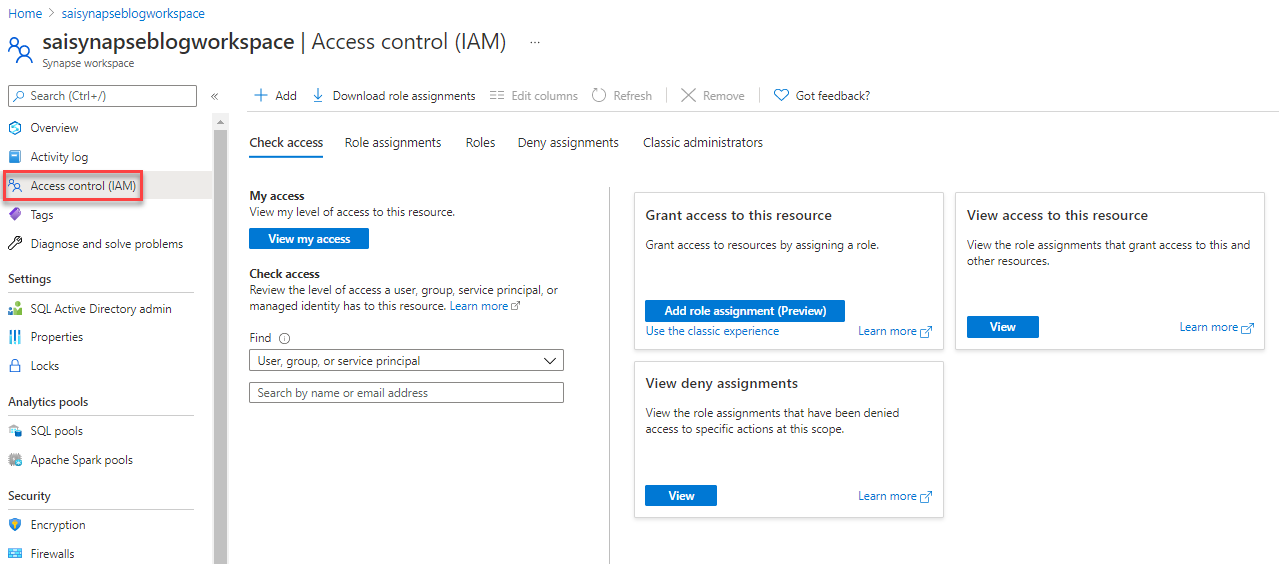 Home > saisynapseblogworkspace
saisynapseblogworkspace | Access control (IAM) ...
Synapse workspace
Search (Ctrl+/)
«
Add
Download role assignments
Edit columns
Refresh
Remove
Got feedback?
Overview
Activity log
Access control (IAM)
Tags
Diagnose and solve problems
Settings
SQL Active Directory admin
Properties
Locks
Analytics pools
SQL pools
Apache Spark pools
Security
Encryption
Firewalls
Check access
Role assignments
Roles
Deny assignments
Classic administrators
My access
View my level of access to this resource.
View my access
Check access
Review the level of access a user, group, service principal, or
managed identity has to this resource. Learn more
Find
User, group, or service principal
Search by name or email address
Grant access to this resource
Grant access to resources by assigning a role.
Add role assignment (Preview)
Use the classic experience
Learn more
View access to this resource
View the role assignments that grant access to this and
other resources.
View
Learn more
View deny assignments
View the role assignments that have been denied
access to specific actions at this scope.
View
Learn more